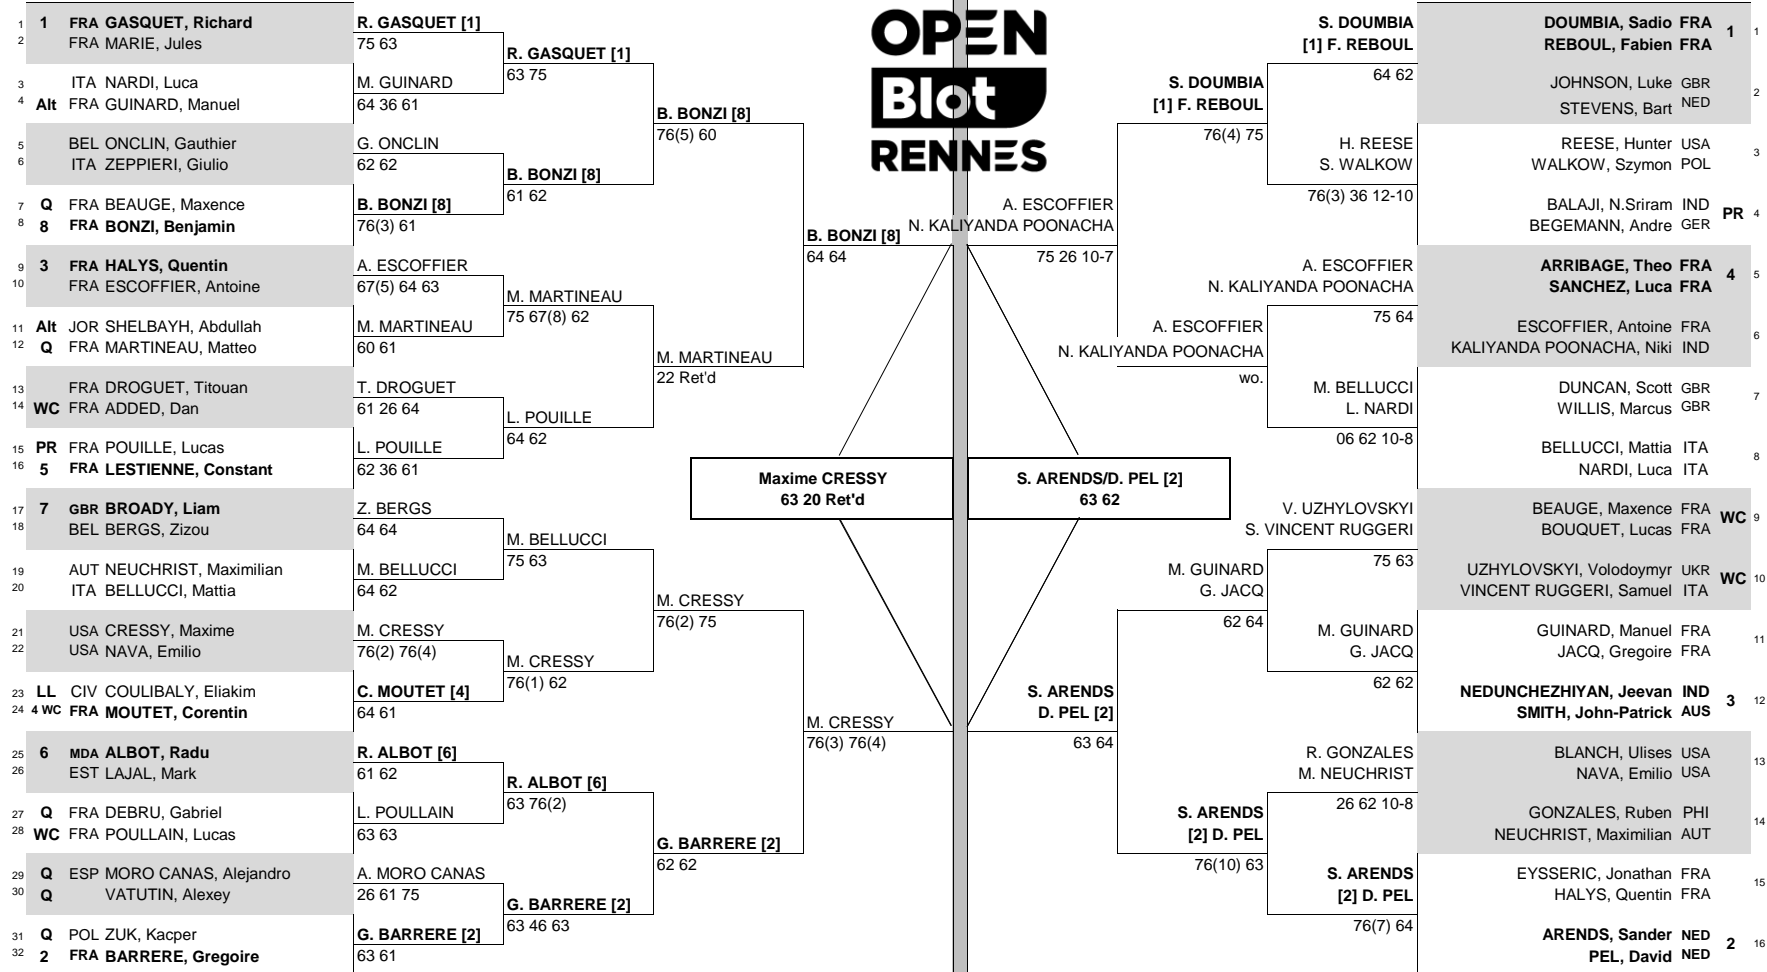 OPEN
Blot
RENNES
1 1 FRA GASQUET, Richard
2 FRA MARIE, Jules
3 ITA NARDI, Luca
4 Alt FRA GUINARD, Manuel
5 BEL ONCLIN, Gauthier
6 ITA ZEPPIERI, Giulio
7 Q FRA BEAUGE, Maxence
8 8 FRA BONZI, Benjamin
9 3 FRA HALYS, Quentin
10 FRA ESCOFFIER, Antoine
11 Alt JOR SHELBAYH, Abdullah
12 Q FRA MARTINEAU, Matteo
13 FRA DROGUET, Titouan
14 WC FRA ADDED, Dan
15 PR FRA POUILLE, Lucas
16 5 FRA LESTIENNE, Constant
17 7 GBR BROADY, Liam
18 BEL BERGS, Zizou
19 AUT NEUCHRIST, Maximilian
20 ITA BELLUCCI, Mattia
21 USA CRESSY, Maxime
22 USA NAVA, Emilio
23 LL CIV COULIBALY, Eliakim
24 4 WC FRA MOUTET, Corentin
25 6 MDA ALBOT, Radu
26 EST LAJAL, Mark
27 Q FRA DEBRU, Gabriel
28 WC FRA POULLAIN, Lucas
29 Q ESP MORO CANAS, Alejandro
30 Q VATUTIN, Alexey
31 Q POL ZUK, Kacper
32 2 FRA BARRERE, Gregoire
R. GASQUET [1]
75 63
M. GUINARD
64 36 61
G. ONCLIN
62 62
B. BONZI [8]
76(3) 61
A. ESCOFFIER
67(5) 64 63
M. MARTINEAU
60 61
T. DROGUET
61 26 64
L. POUILLE
62 36 61
Z. BERGS
64 64
M. BELLUCCI
64 62
M. CRESSY
76(2) 76(4)
C. MOUTET [4]
64 61
R. ALBOT [6]
61 62
L. POULLAIN
63 63
A. MORO CANAS
26 61 75
G. BARRERE [2]
63 61
R. GASQUET [1]
63 75
B. BONZI [8]
61 62
M. MARTINEAU
75 67(8) 62
L. POUILLE
64 62
M. BELLUCCI
75 63
M. CRESSY
76(1) 62
R. ALBOT [6]
63 76(2)
G. BARRERE [2]
63 46 63
B. BONZI [8]
76(5) 60
M. MARTINEAU
22 Ret'd
M. CRESSY
76(2) 75
G. BARRERE [2]
62 62
B. BONZI [8]
64 64
M. CRESSY
76(3) 76(4)
Maxime CRESSY
63 20 Ret'd
S. ARENDS/D. PEL [2]
63 62
A. ESCOFFIER
N. KALIYANDA POONACHA
75 26 10-7
S. ARENDS
D. PEL [2]
63 64
S. DOUMBIA
[1] F. REBOUL
76(4) 75
A. ESCOFFIER
N. KALIYANDA POONACHA
wo.
M. GUINARD
G. JACQ
62 64
S. ARENDS
[2] D. PEL
76(10) 63
S. DOUMBIA
[1] F. REBOUL
64 62
H. REESE
S. WALKOW
76(3) 36 12-10
A. ESCOFFIER
N. KALIYANDA POONACHA
75 64
M. BELLUCCI
L. NARDI
06 62 10-8
V. UZHYLOVSKYI
S. VINCENT RUGGERI
75 63
M. GUINARD
G. JACQ
62 62
R. GONZALES
M. NEUCHRIST
26 62 10-8
S. ARENDS
[2] D. PEL
76(7) 64
DOUMBIA, Sadio FRA
REBOUL, Fabien FRA
1 1
JOHNSON, Luke GBR
STEVENS, Bart NED
2
REESE, Hunter USA
WALKOW, Szymon POL
3
BALAJI, N.Sriram IND
BEGEMANN, Andre GER
PR 4
ARRIBAGE, Theo FRA
SANCHEZ, Luca FRA
4 5
ESCOFFIER, Antoine FRA
KALIYANDA POONACHA, Niki IND
6
DUNCAN, Scott GBR
WILLIS, Marcus GBR
7
BELLUCCI, Mattia ITA
NARDI, Luca ITA
8
BEAUGE, Maxence FRA
BOUQUET, Lucas FRA
WC 9
UZHYLOVSKYI, Volodoymyr UKR
VINCENT RUGGERI, Samuel ITA
WC 10
GUINARD, Manuel FRA
JACQ, Gregoire FRA
11
NEDUNCHEZHIYAN, Jeevan IND
SMITH, John-Patrick AUS
3 12
BLANCH, Ulises USA
NAVA, Emilio USA
13
GONZALES, Ruben PHI
NEUCHRIST, Maximilian AUT
14
EYSSERIC, Jonathan FRA
HALYS, Quentin FRA
15
ARENDS, Sander NED
PEL, David NED
2 16